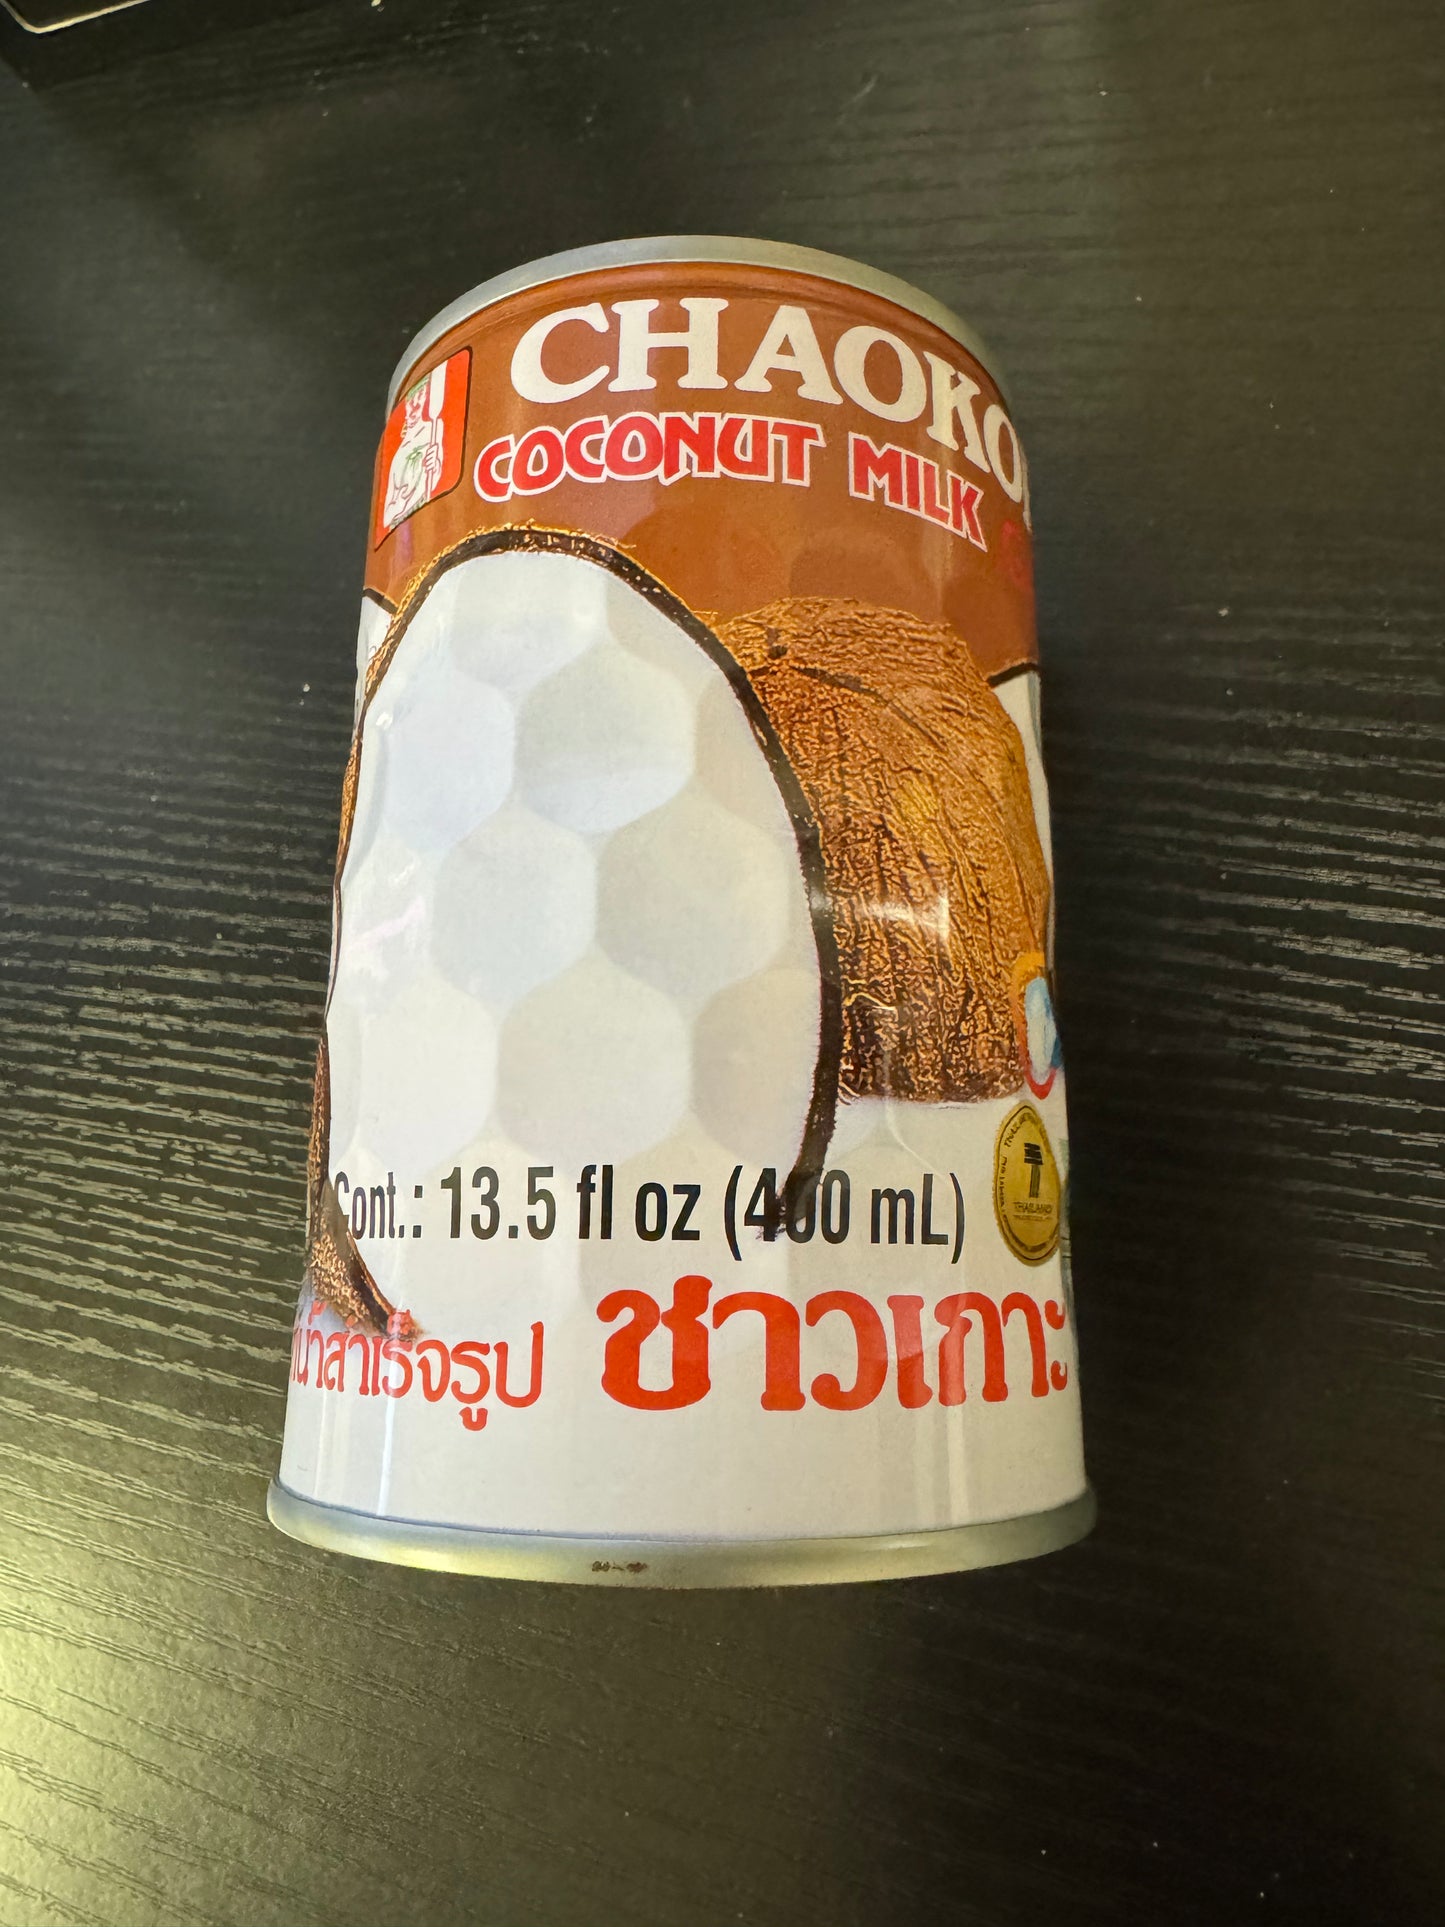 CHAOKO
COCONUT MILK
Cont.: 13.5 fl oz (400 mL)
น้ำสำเร็จรูป ชาวเกาะ
THAILAND